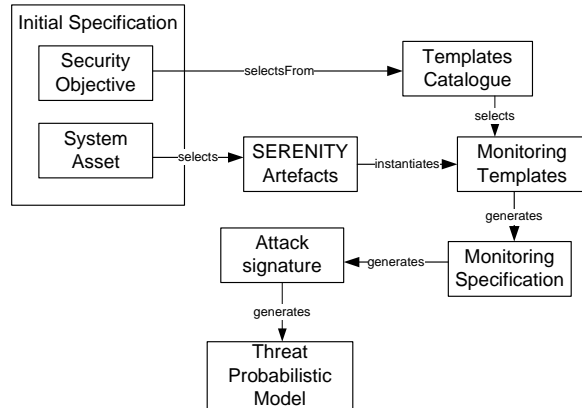 Initial Specification
Security
Objective
selectsFrom
Templates
Catalogue
selects
System
Asset
selects
SERENITY
Artefacts
instantiates
Monitoring
Templates
generates
Attack
signature
generates
Monitoring
Specification
generates
Threat
Probabilistic
Model